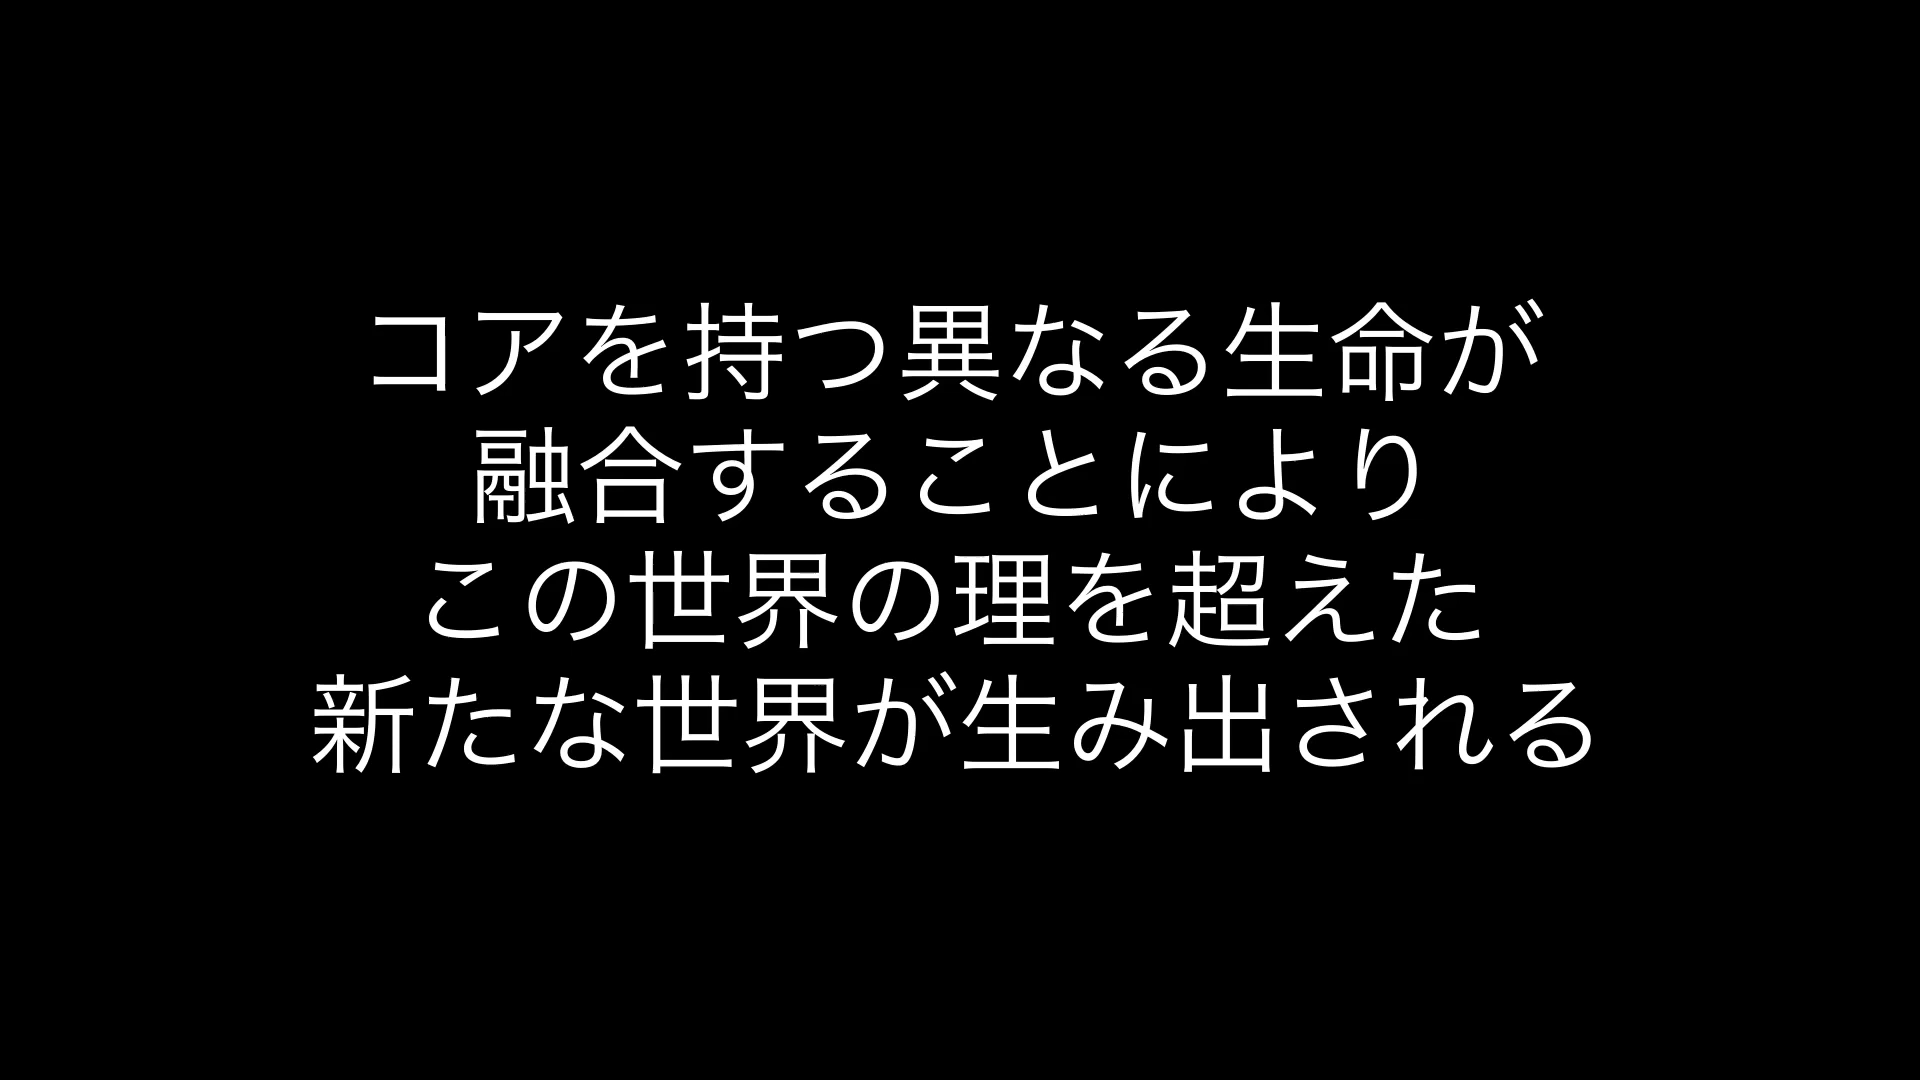 コアを持つ異なる生命が
融合することにより
この世界の理を超えた
新たな世界が生み出される